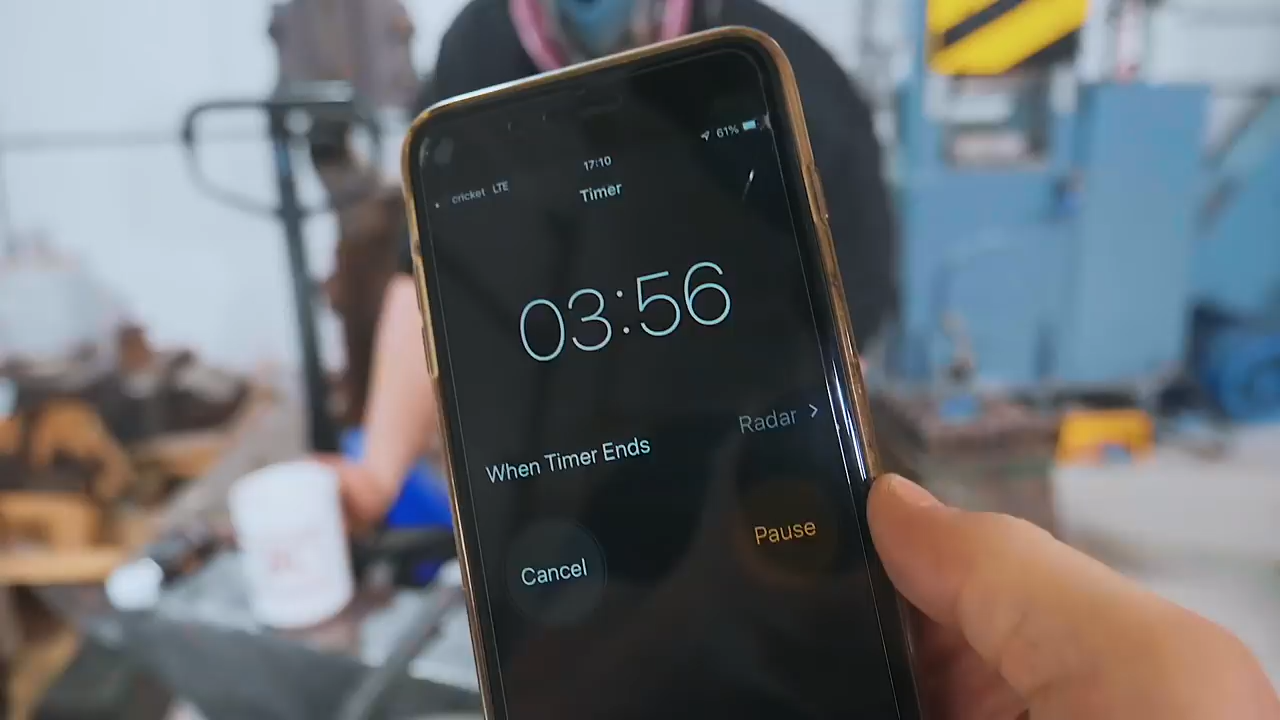 61%
17:10
cricket LTE
Timer
03:56
When Timer Ends Radar >
Cancel Pause